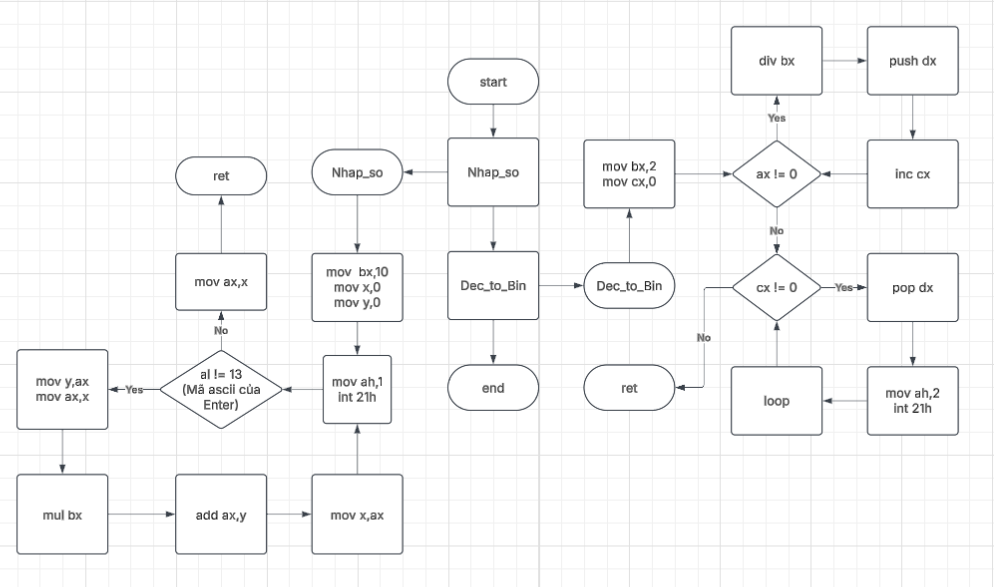 start
Nhap_so
Dec_to_Bin
end
Nhap_so
mov  bx,10
mov x,0
mov y,0
mov ah,1
int 21h
al != 13
(Mã ascii của
Enter)
No
mov ax,x
ret
Yes
mov y,ax
mov ax,x
mul bx
add ax,y
mov x,ax
Dec_to_Bin
mov bx,2
mov cx,0
ax != 0
Yes
div bx
push dx
inc cx
No
cx != 0
Yes
pop dx
mov ah,2
int 21h
loop
No
ret